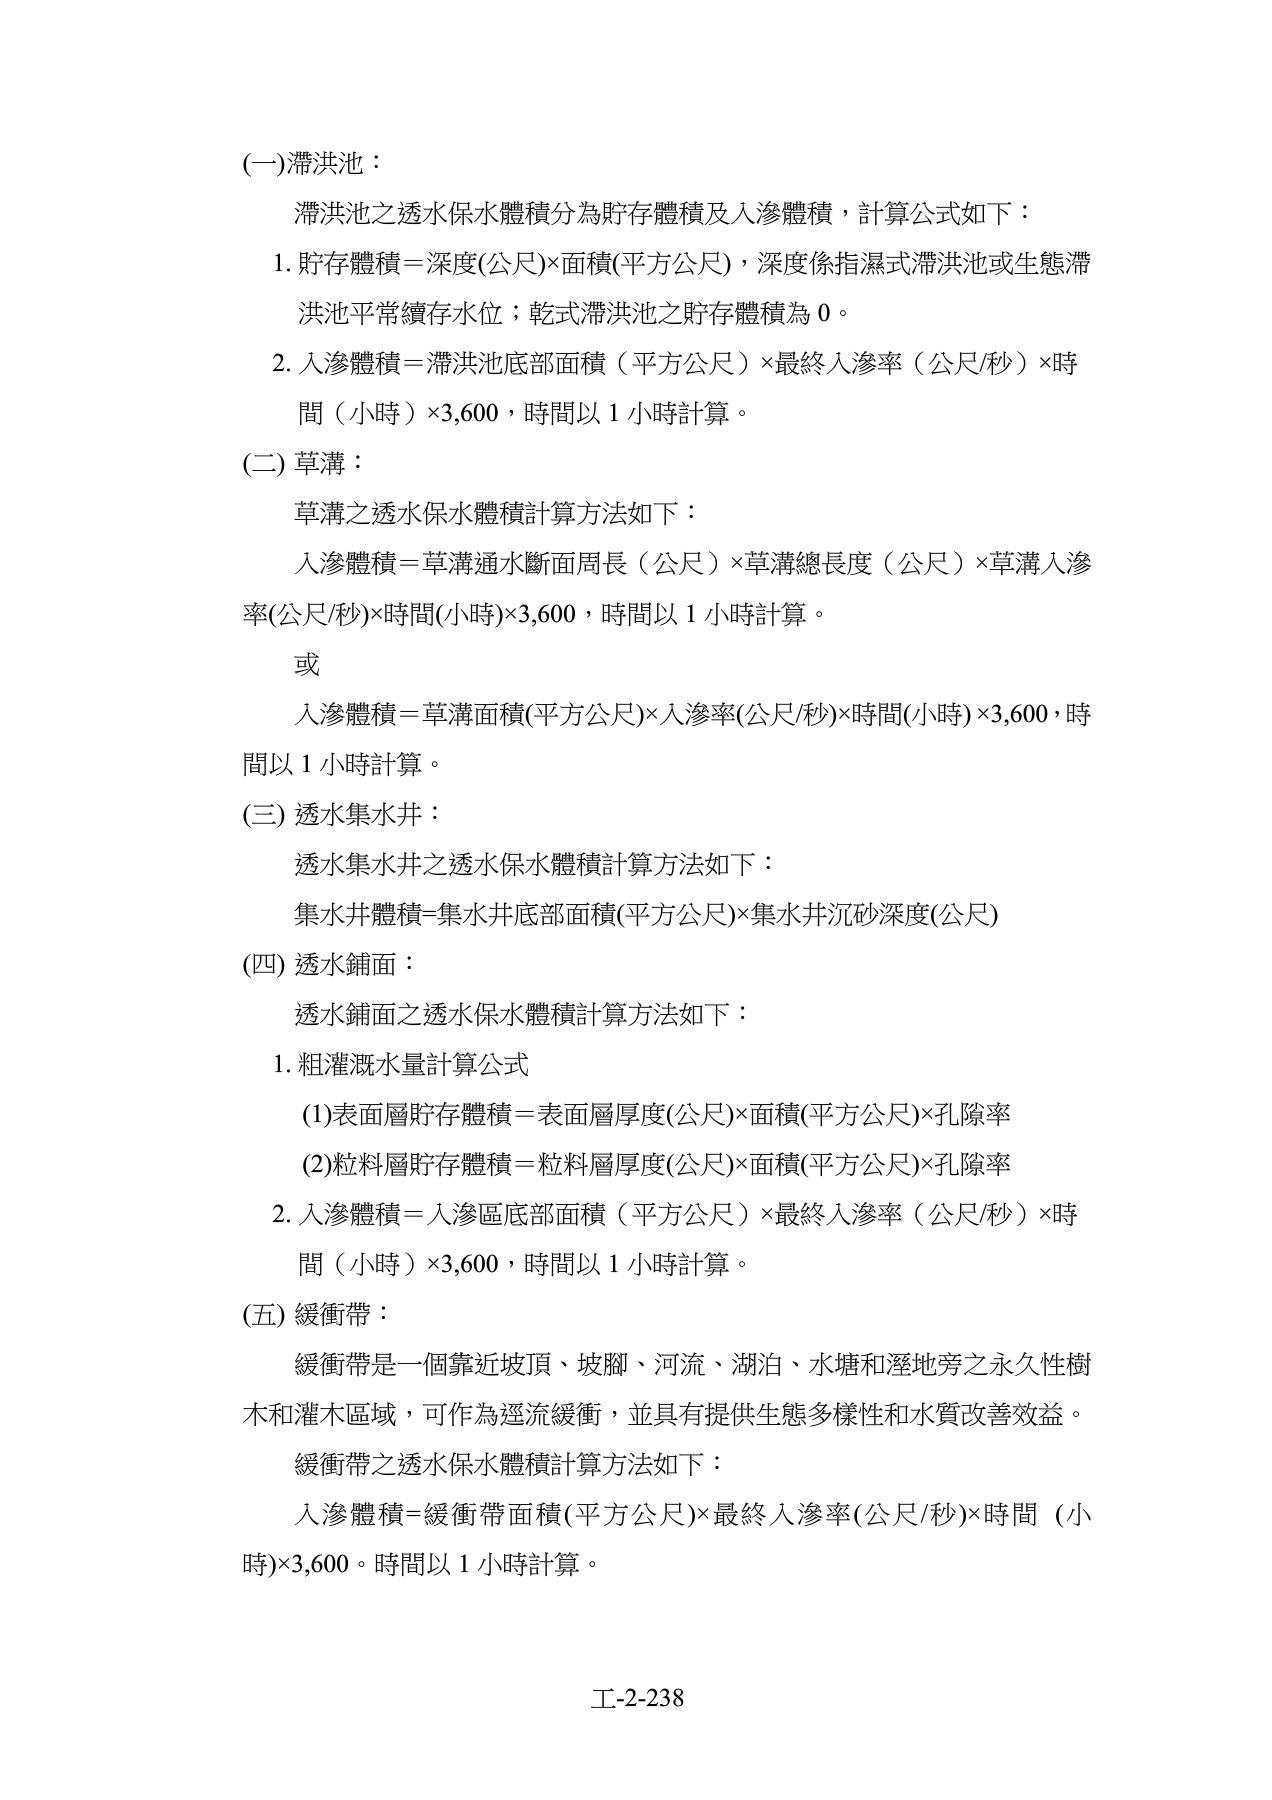 (一)滯洪池：
滯洪池之透水保水體積分為貯存體積及入滲體積，計算公式如下：
1. 貯存體積＝深度(公尺)×面積(平方公尺)，深度係指濕式滯洪池或生態滯
洪池平常續存水位；乾式滯洪池之貯存體積為 0。
2. 入滲體積＝滯洪池底部面積（平方公尺）×最終入滲率（公尺/秒）×時
間（小時）×3,600，時間以 1 小時計算。
(二) 草溝：
草溝之透水保水體積計算方法如下：
入滲體積＝草溝通水斷面周長（公尺）×草溝總長度（公尺）×草溝入滲
率(公尺/秒)×時間(小時)×3,600，時間以 1 小時計算。
或
入滲體積＝草溝面積(平方公尺)×入滲率(公尺/秒)×時間(小時) ×3,600，時
間以 1 小時計算。
(三) 透水集水井：
透水集水井之透水保水體積計算方法如下：
集水井體積=集水井底部面積(平方公尺)×集水井沉砂深度(公尺)
(四) 透水鋪面：
透水鋪面之透水保水體積計算方法如下：
1. 粗灌溉水量計算公式
(1)表面層貯存體積＝表面層厚度(公尺)×面積(平方公尺)×孔隙率
(2)粒料層貯存體積＝粒料層厚度(公尺)×面積(平方公尺)×孔隙率
2. 入滲體積＝入滲區底部面積（平方公尺）×最終入滲率（公尺/秒）×時
間（小時）×3,600，時間以 1 小時計算。
(五) 緩衝帶：
緩衝帶是一個靠近坡頂、坡腳、河流、湖泊、水塘和溼地旁之永久性樹
木和灌木區域，可作為逕流緩衝，並具有提供生態多樣性和水質改善效益。
緩衝帶之透水保水體積計算方法如下：
入滲體積=緩衝帶面積(平方公尺)×最終入滲率(公尺/秒)×時間 (小
時)×3,600。時間以 1 小時計算。
工-2-238